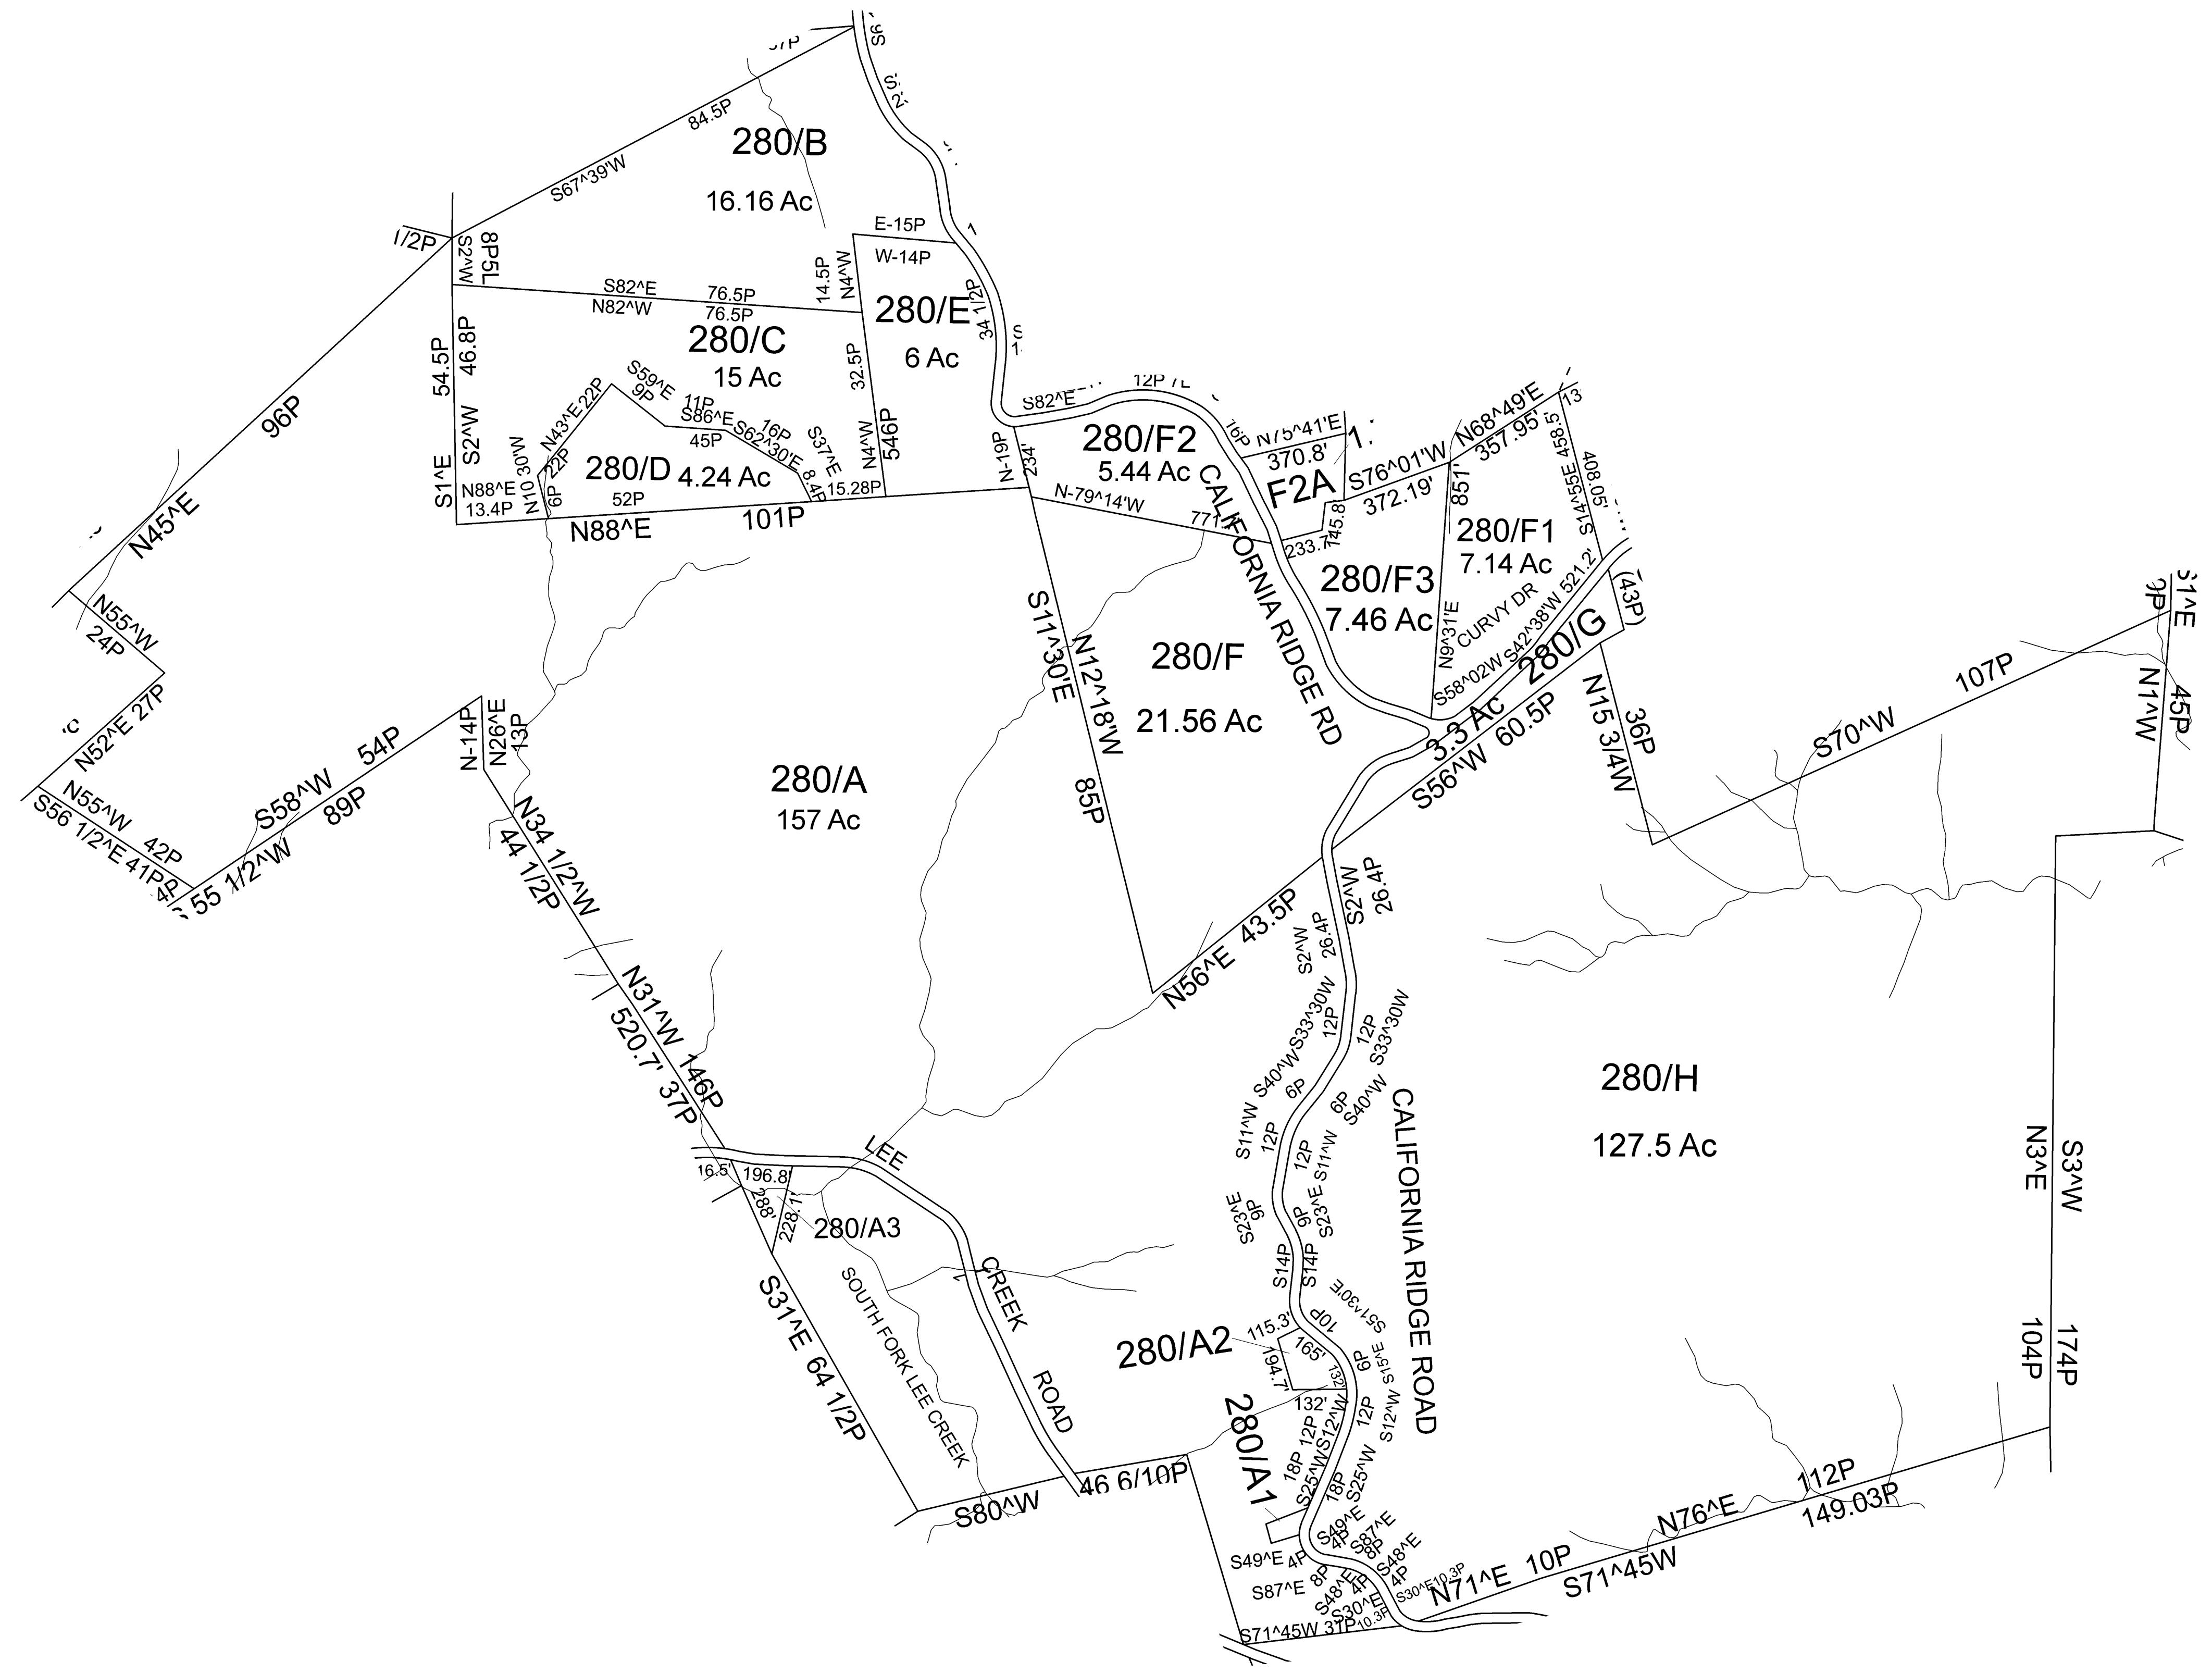 84.5P
S67^39'W
280/B
16.16 Ac
1/2P
S2^W
8P5L
E-15P
W-14P
14.5P
N4^W
S82^E
76.5P
N82^W
76.5P
280/C
15 Ac
280/E
6 Ac
34 1/2P
54.5P
46.8P
S1^E
S2^W
32.5P
N4^W
546P
96P
N45^E
N43^E 22P
22P
S59^E
9P
11P
S86^E
45P
16P
S62^30'E
S37^E
8.4P
280/D
4.24 Ac
N88^E
13.4P
N10 30'W
6P
52P
15.28P
N88^E
101P
N-19P
234'
S82^E
12P 7L
280/F2
5.44 Ac
N-79^14'W
16P
N75^41'E
370.8'
F2A
S76^01'W
372.19'
N68^49'E
357.95'
13
851'
S14^55E 458.5'
145.8
280/F1
7.14 Ac
280/F3
7.46 Ac
N9^31'E
CURVY DR
S58^02W
S42^38'W 521.2'
280/G
3.3 Ac
(43P)
CALIFORNIA RIDGE RD
S11^30'E
N12^18'W
85P
280/F
21.56 Ac
S56^W 60.5P
N15 3/4W
36P
S70^W
107P
N1^W
45P
N55^W
24P
N52^E 27P
N55^W 42P
S56 1/2^E 41P
S58^W
54P
55 1/2^W
89P
N-14P
N26^E
13P
280/A
157 Ac
N34 1/2^W
44 1/2P
N31^W 146P
520.7' 37P
N56^E 43.5P
S2^W
26.4P
S2^W
26.4P
S33^30W
12P
12P
S33^30W
S40^W
6P
6P
S40^W
S11^W
12P
12P
S11^W
S23^E
9P
9P
S23^E
S14P
S14P
280/H
127.5 Ac
N3^E
S3^W
104P
174P
CALIFORNIA RIDGE ROAD
LEE
CREEK
ROAD
16.5'
196.8'
288'
228.1'
280/A3
SOUTH FORK LEE CREEK
S31^E 64 1/2P
S80^W
46 6/10P
280/A2
115.3'
165'
194.7'
132'
132'
10P
S51^30'E
6P
S15^E
280/A1
12P
S12^W
12P
S12^W
18P
S25^W
18P
S25^W
S49^E
4P
S87^E
8P
S48^E
4P
S49^E 4P
S87^E
8P
S48^E
4P
S30^E
10.3P
S30^E10.3P
S71^45W 31P
N71^E 10P
S71^45W
N76^E
112P
149.03P